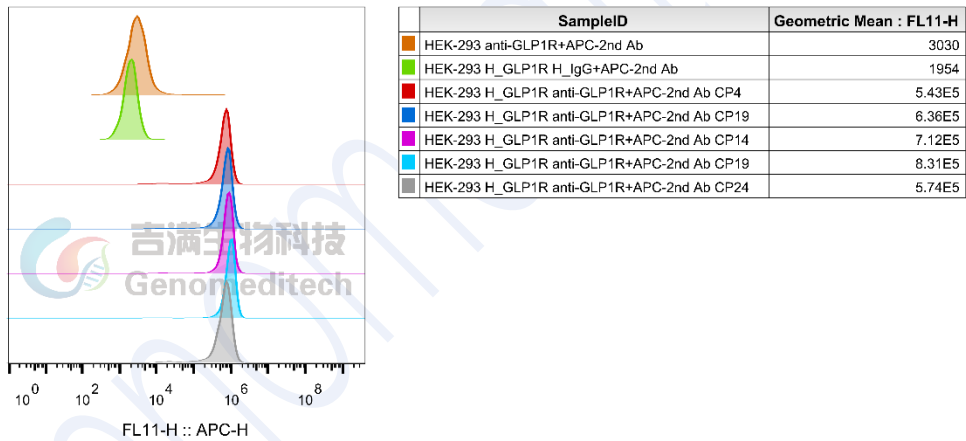 SampleID Geometric Mean : FL11-H
HEK-293 anti-GLP1R+APC-2nd Ab 3030
HEK-293 H_GLP1R H_IgG+APC-2nd Ab 1954
HEK-293 H_GLP1R anti-GLP1R+APC-2nd Ab CP4 5.43E5
HEK-293 H_GLP1R anti-GLP1R+APC-2nd Ab CP19 6.36E5
HEK-293 H_GLP1R anti-GLP1R+APC-2nd Ab CP14 7.12E5
HEK-293 H_GLP1R anti-GLP1R+APC-2nd Ab CP19 8.31E5
HEK-293 H_GLP1R anti-GLP1R+APC-2nd Ab CP24 5.74E5
吉满生物科技
Genomeditech
10^0 10^2 10^4 10^6 10^8
FL11-H :: APC-H